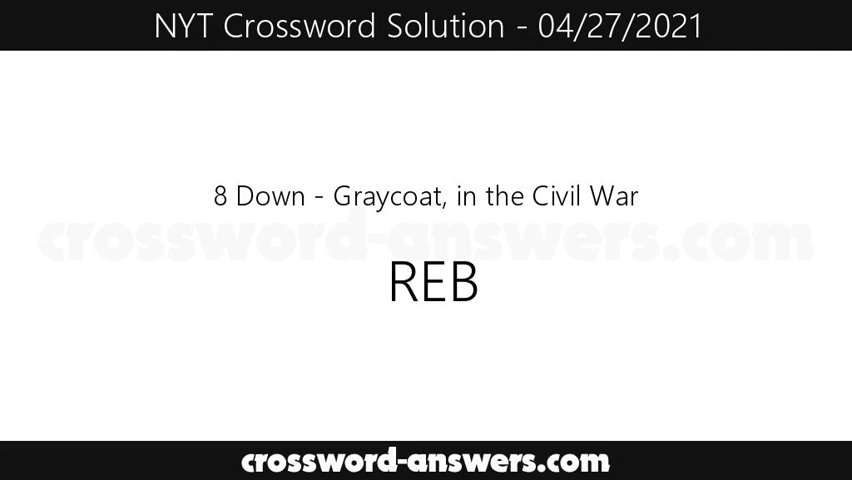 NYT Crossword Solution - 04/27/2021
8 Down - Graycoat, in the Civil War
crossword-answers.com
REB
crossword-answers.com